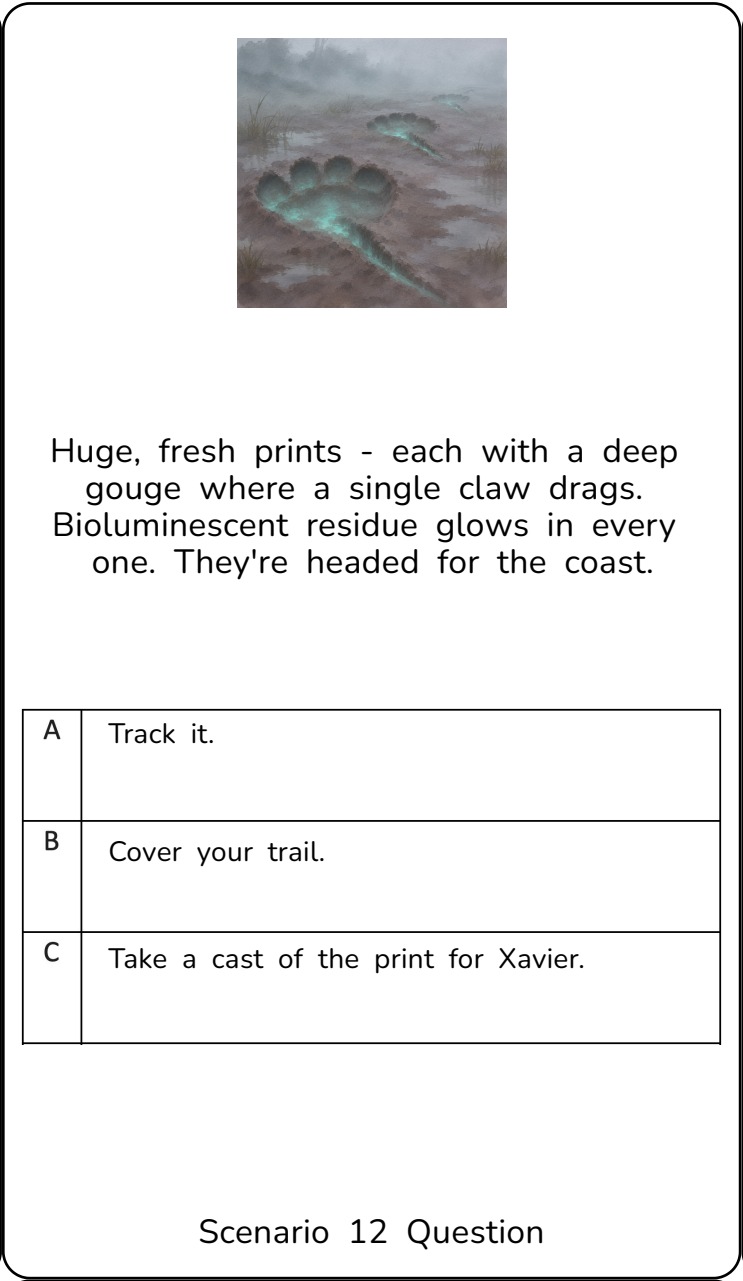 Huge, fresh prints - each with a deep
gouge where a single claw drags.
Bioluminescent residue glows in every
one. They're headed for the coast.
A Track it.
B Cover your trail.
C Take a cast of the print for Xavier.
Scenario 12 Question